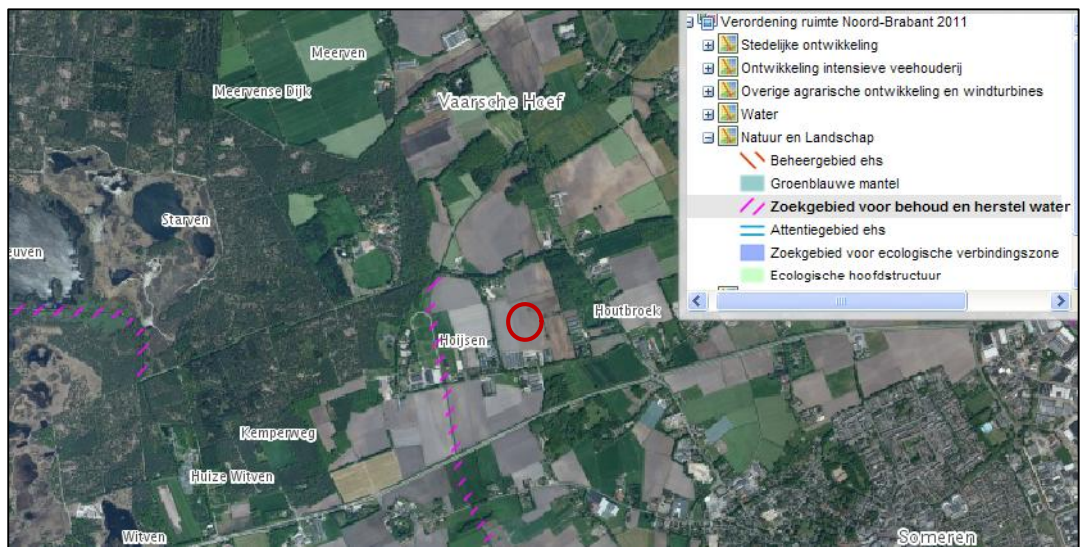 Meerven
Meervense Dijk
Vaarsche Hoef
Starven
euven
Hoijsen
Houtbroek
Kemperweg
Huize Witven
Witven
Someren
Verordening ruimte Noord-Brabant 2011
Stedelijke ontwikkeling
Ontwikkeling intensieve veehouderij
Overige agrarische ontwikkeling en windturbines
Water
Natuur en Landschap
Beheergebied ehs
Groenblauwe mantel
Zoekgebied voor behoud en herstel water
Attentiegebied ehs
Zoekgebied voor ecologische verbindingszone
Ecologische hoofdstructuur